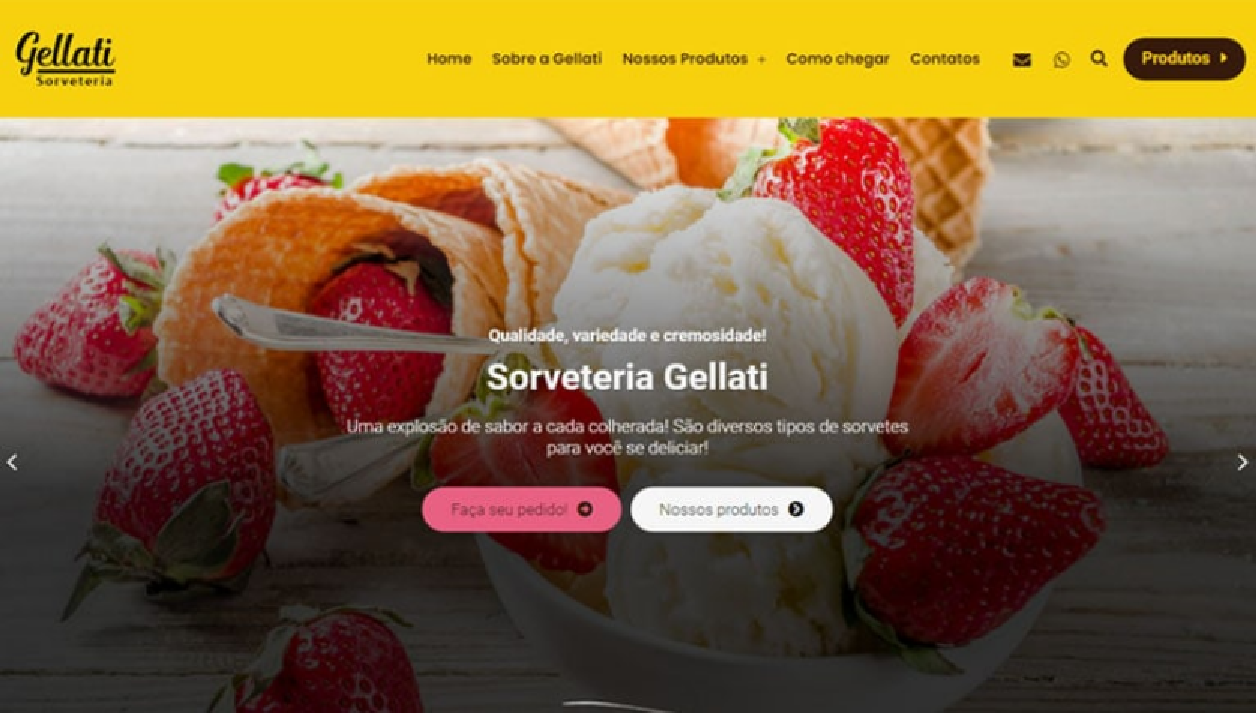 Gellati
Sorveteria
Home Sobre a Gellati Nossos Produtos + Como chegar Contatos Produtos
Qualidade, variedade e cremosidade!
Sorveteria Gellati
Uma explosão de sabor a cada colherada! São diversos tipos de sorvetes
para você se deliciar!
Faça seu pedido! Nossos produtos